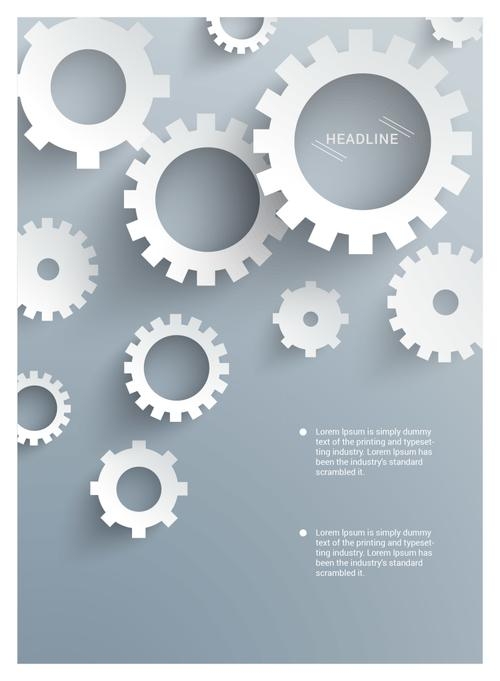 HEADLINE
Lorem Ipsum is simply dummy
text of the printing and typeset-
ting industry. Lorem Ipsum has
been the industry's standard
scrambled it.
Lorem Ipsum is simply dummy
text of the printing and typeset-
ting industry. Lorem Ipsum has
been the industry's standard
scrambled it.